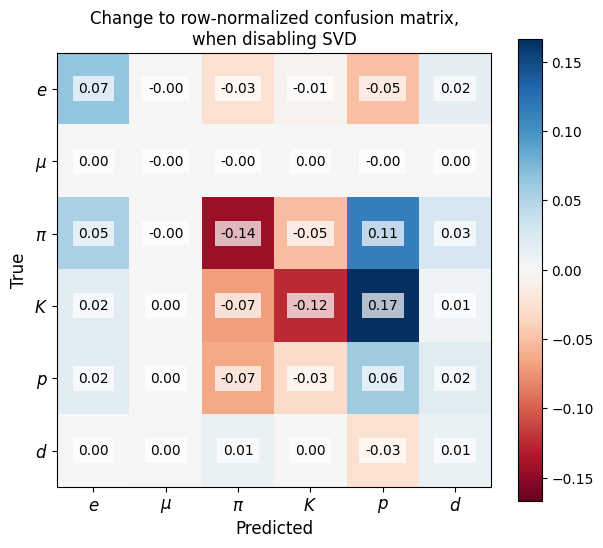 Change to row-normalized confusion matrix,
when disabling SVD
True
Predicted
e 0.07 -0.00 -0.03 -0.01 -0.05 0.02
μ 0.00 -0.00 -0.00 0.00 -0.00 0.00
π 0.05 -0.00 -0.14 -0.05 0.11 0.03
K 0.02 0.00 -0.07 -0.12 0.17 0.01
p 0.02 0.00 -0.07 -0.03 0.06 0.02
d 0.00 0.00 0.01 0.00 -0.03 0.01
e μ π K p d
0.15
0.10
0.05
0.00
−0.05
−0.10
−0.15